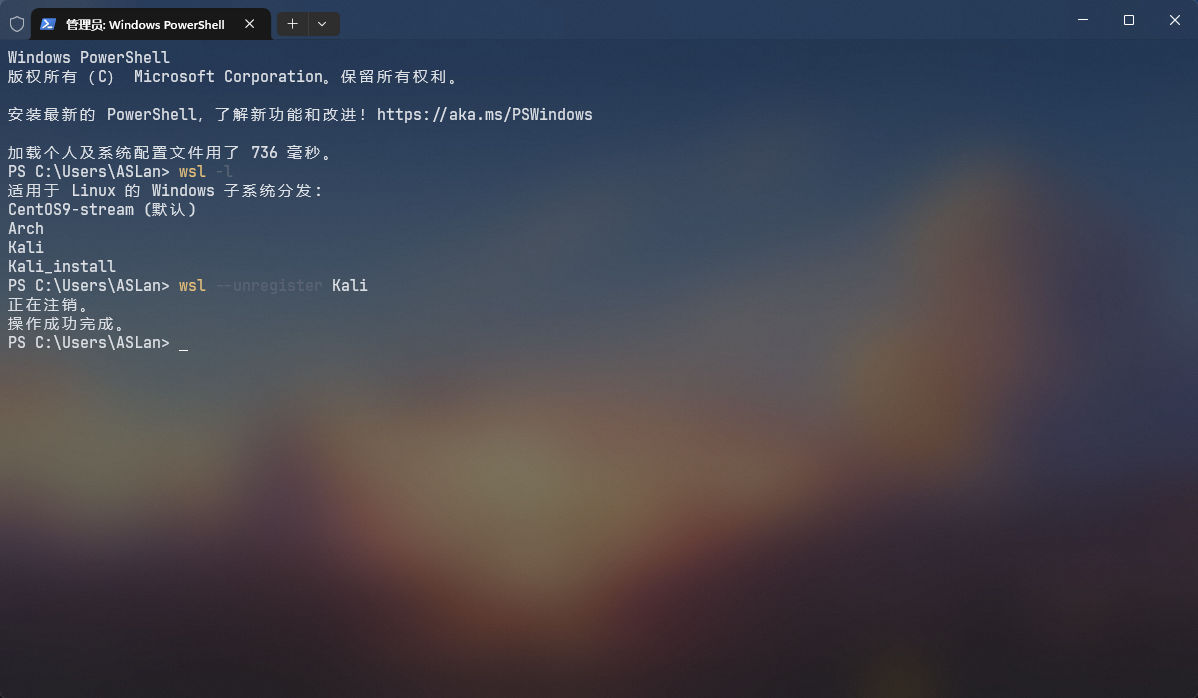 管理员: Windows PowerShell
Windows PowerShell
版权所有 (C) Microsoft Corporation。保留所有权利。
安装最新的 PowerShell，了解新功能和改进！https://aka.ms/PSWindows
加载个人及系统配置文件用了 736 毫秒。
PS C:\Users\ASLan> wsl -l
适用于 Linux 的 Windows 子系统分发:
CentOS9-stream (默认)
Arch
Kali
Kali_install
PS C:\Users\ASLan> wsl --unregister Kali
正在注销。
操作成功完成。
PS C:\Users\ASLan> _